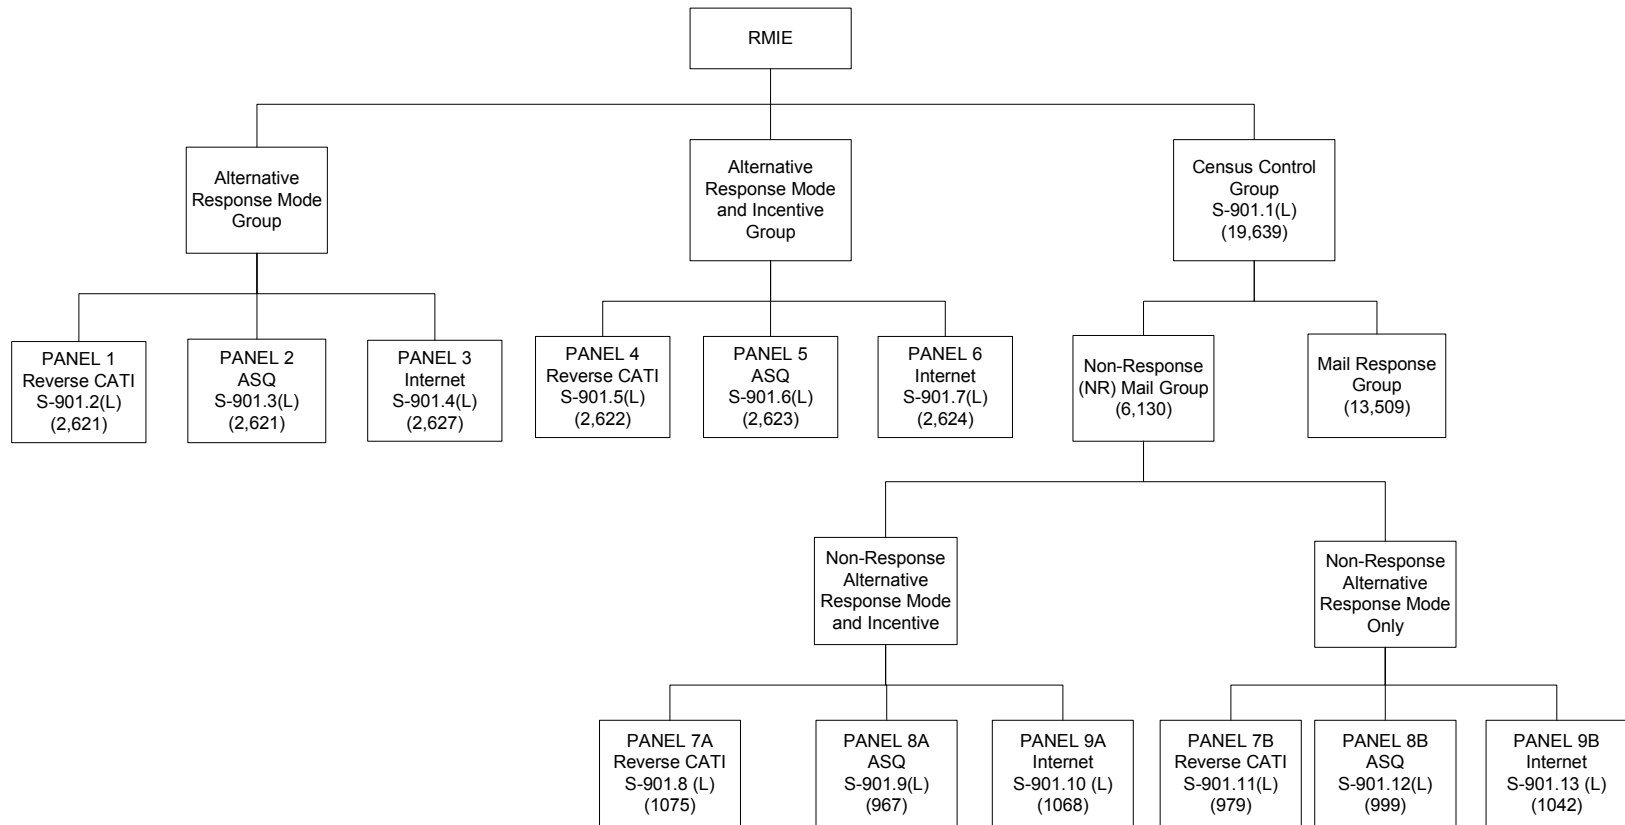 RMIE
Alternative
Response Mode
Group
Alternative
Response Mode
and Incentive
Group
Census Control
Group
S-901.1(L)
(19,639)
PANEL 1
Reverse CATI
S-901.2(L)
(2,621)
PANEL 2
ASQ
S-901.3(L)
(2,621)
PANEL 3
Internet
S-901.4(L)
(2,627)
PANEL 4
Reverse CATI
S-901.5(L)
(2,622)
PANEL 5
ASQ
S-901.6(L)
(2,623)
PANEL 6
Internet
S-901.7(L)
(2,624)
Non-Response
(NR) Mail Group
(6,130)
Mail Response
Group
(13,509)
Non-Response
Alternative
Response Mode
and Incentive
Non-Response
Alternative
Response Mode
Only
PANEL 7A
Reverse CATI
S-901.8 (L)
(1075)
PANEL 8A
ASQ
S-901.9(L)
(967)
PANEL 9A
Internet
S-901.10 (L)
(1068)
PANEL 7B
Reverse CATI
S-901.11(L)
(979)
PANEL 8B
ASQ
S-901.12(L)
(999)
PANEL 9B
Internet
S-901.13 (L)
(1042)